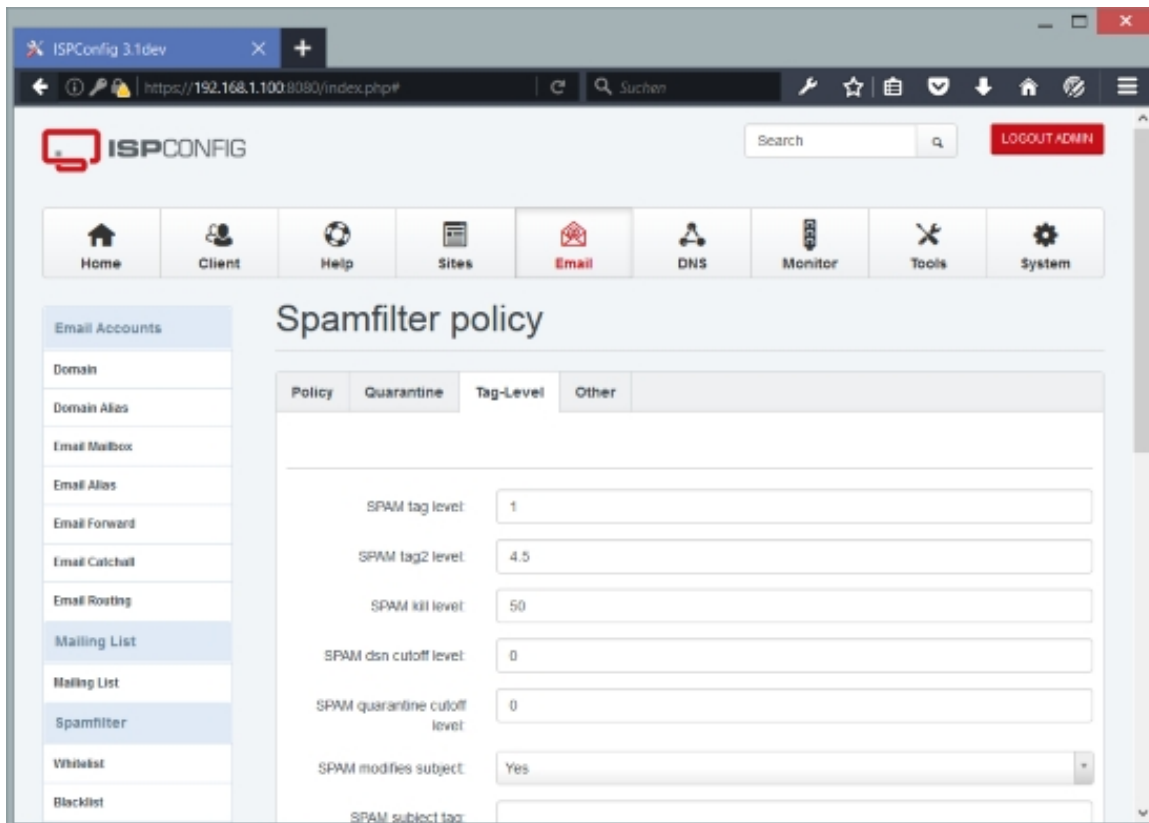 ISPConfig 3.1dev
https://192.168.1.100:8080/index.php#
Suchen
ISPCONFIG
Search
LOGOUT ADMIN
Home
Client
Help
Sites
Email
DNS
Monitor
Tools
System
Email Accounts
Domain
Domain Alias
Email Mailbox
Email Alias
Email Forward
Email Catchall
Email Routing
Mailing List
Mailing List
Spamfilter
Whitelist
Blacklist
Spamfilter policy
Policy
Quarantine
Tag-Level
Other
SPAM tag level: 1
SPAM tag2 level: 4.5
SPAM kill level: 50
SPAM dsn cutoff level: 0
SPAM quarantine cutoff
level: 0
SPAM modifies subject: Yes
SPAM subject tag: